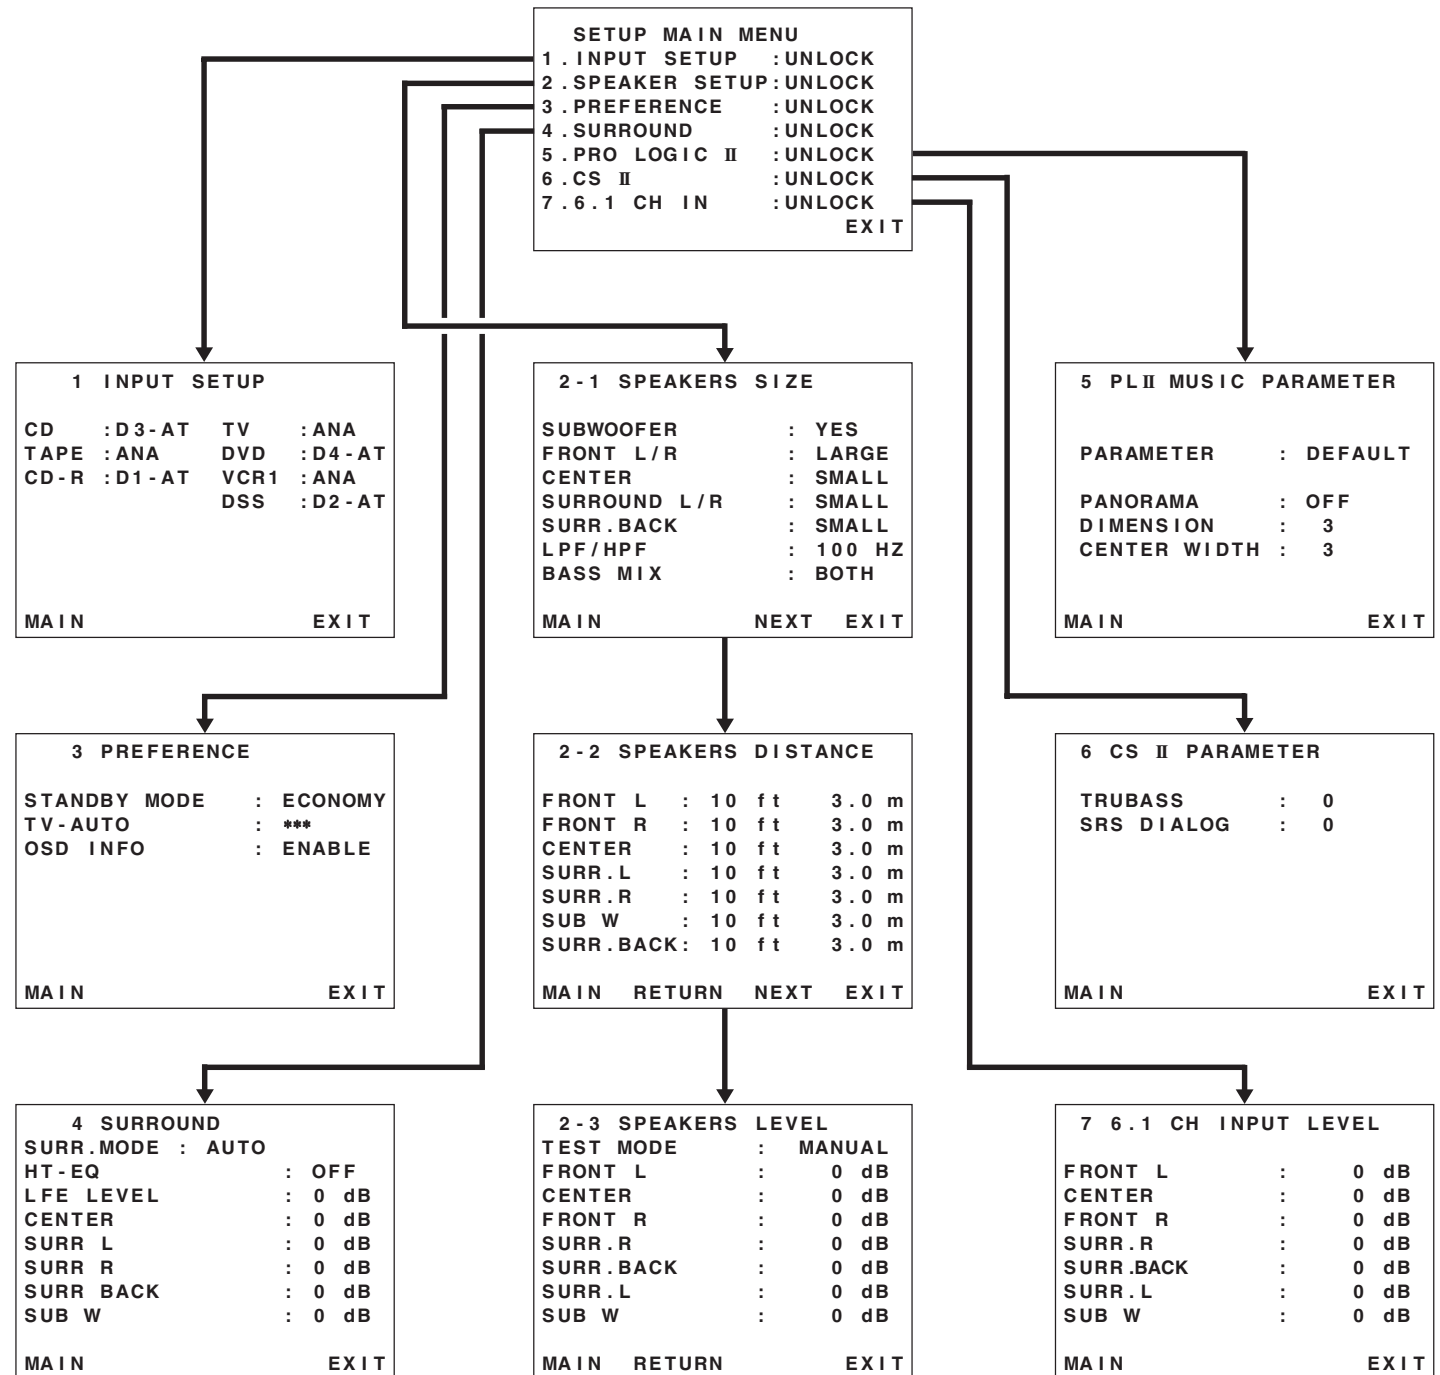 SETUP MAIN MENU
1.INPUT SETUP :UNLOCK
2.SPEAKER SETUP:UNLOCK
3.PREFERENCE :UNLOCK
4.SURROUND :UNLOCK
5.PRO LOGIC II :UNLOCK
6.CS II :UNLOCK
7.6.1 CH IN :UNLOCK
EXIT
1 INPUT SETUP
CD :D3-AT TV :ANA
TAPE :ANA DVD :D4-AT
CD-R :D1-AT VCR1 :ANA
DSS :D2-AT
MAIN EXIT
2-1 SPEAKERS SIZE
SUBWOOFER : YES
FRONT L/R : LARGE
CENTER : SMALL
SURROUND L/R : SMALL
SURR.BACK : SMALL
LPF/HPF : 100 HZ
BASS MIX : BOTH
MAIN NEXT EXIT
5 PLII MUSIC PARAMETER
PARAMETER : DEFAULT
PANORAMA : OFF
DIMENSION : 3
CENTER WIDTH : 3
MAIN EXIT
3 PREFERENCE
STANDBY MODE : ECONOMY
TV-AUTO : ***
OSD INFO : ENABLE
MAIN EXIT
2-2 SPEAKERS DISTANCE
FRONT L : 10 ft 3.0 m
FRONT R : 10 ft 3.0 m
CENTER : 10 ft 3.0 m
SURR.L : 10 ft 3.0 m
SURR.R : 10 ft 3.0 m
SUB W : 10 ft 3.0 m
SURR.BACK: 10 ft 3.0 m
MAIN RETURN NEXT EXIT
6 CS II PARAMETER
TRUBASS : 0
SRS DIALOG : 0
MAIN EXIT
4 SURROUND
SURR.MODE : AUTO
HT-EQ : OFF
LFE LEVEL : 0 dB
CENTER : 0 dB
SURR L : 0 dB
SURR R : 0 dB
SURR BACK : 0 dB
SUB W : 0 dB
MAIN EXIT
2-3 SPEAKERS LEVEL
TEST MODE : MANUAL
FRONT L : 0 dB
CENTER : 0 dB
FRONT R : 0 dB
SURR.R : 0 dB
SURR.BACK : 0 dB
SURR.L : 0 dB
SUB W : 0 dB
MAIN RETURN EXIT
7 6.1 CH INPUT LEVEL
FRONT L : 0 dB
CENTER : 0 dB
FRONT R : 0 dB
SURR.R : 0 dB
SURR.BACK : 0 dB
SURR.L : 0 dB
SUB W : 0 dB
MAIN EXIT